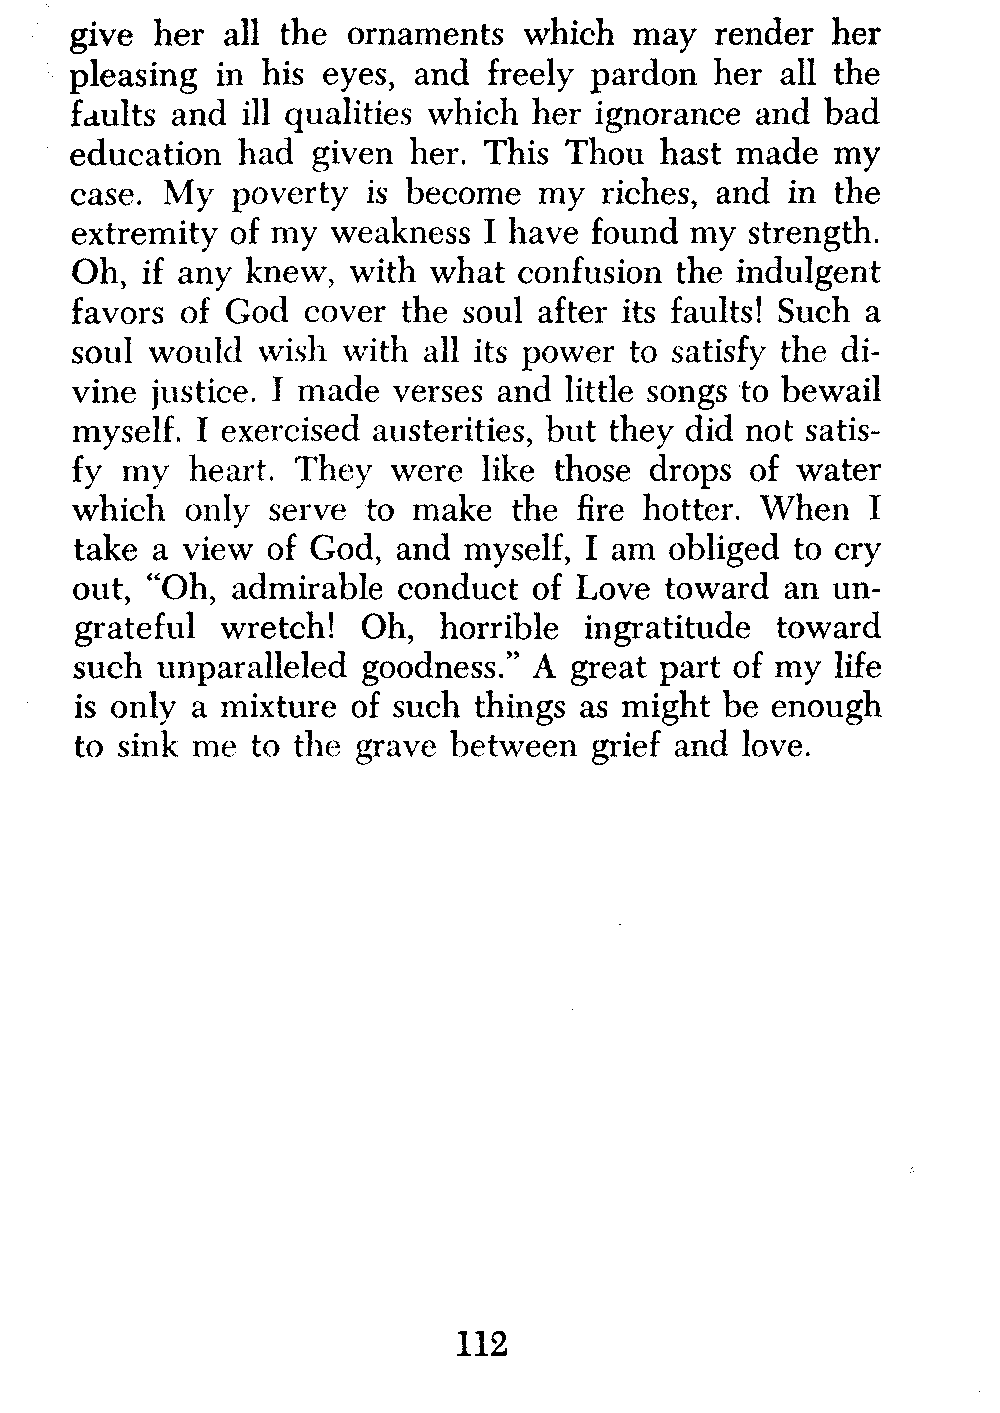 give her all the ornaments which may render her
pleasing in his eyes, and freely pardon her all the
faults and ill qualities which her ignorance and bad
education had given her. This Thou hast made my
case. My poverty is become my riches, and in the
extremity of my weakness I have found my strength.
Oh, if any knew, with what confusion the indulgent
favors of God cover the soul after its faults! Such a
soul would wish with all its power to satisfy the di-
vine justice. I made verses and little songs to bewail
myself. I exercised austerities, but they did not satis-
fy my heart. They were like those drops of water
which only serve to make the fire hotter. When I
take a view of God, and myself, I am obliged to cry
out, “Oh, admirable conduct of Love toward an un-
grateful wretch! Oh, horrible ingratitude toward
such unparalleled goodness.” A great part of my life
is only a mixture of such things as might be enough
to sink me to the grave between grief and love.
112